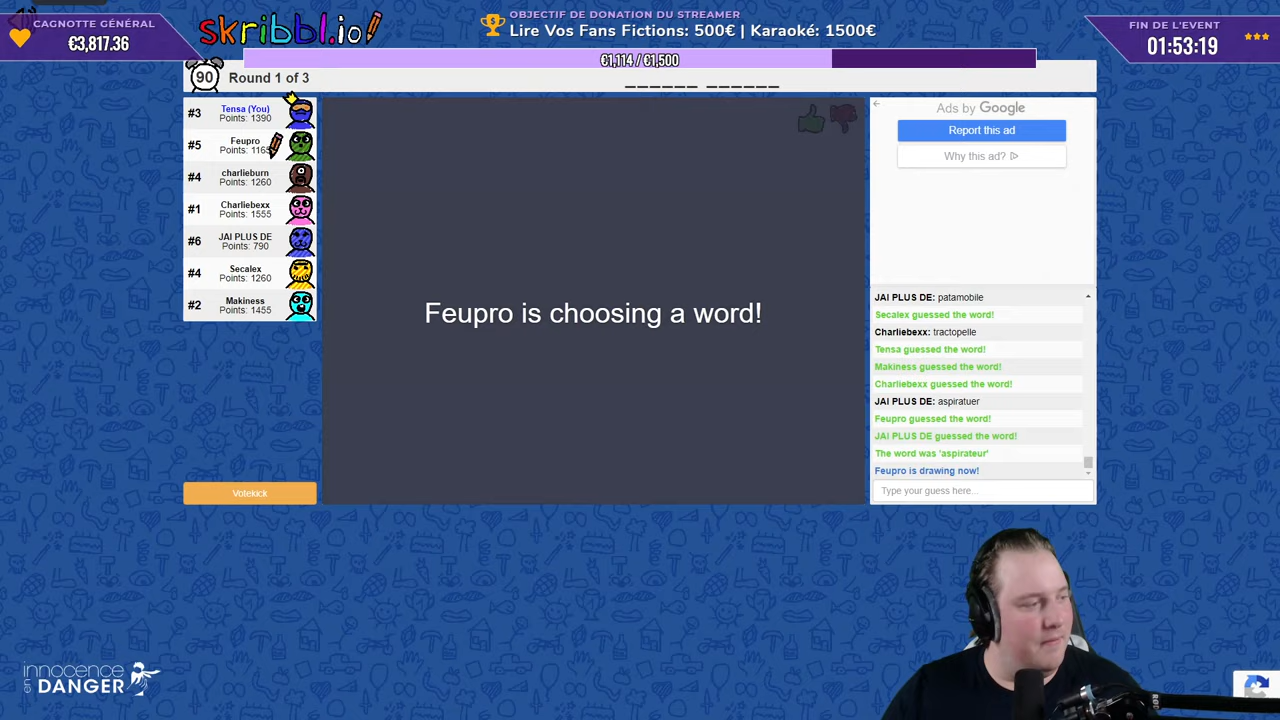 CAGNOTTE GÉNÉRAL
€3,817.36
skribbl.io
OBJECTIF DE DONATION DU STREAMER
Lire Vos Fans Fictions: 500€ | Karaoké: 1500€
€1,114 / €1,500
FIN DE L'EVENT
01:53:19
90
Round 1 of 3
______ ______
#3
Tensa (You)
Points: 1390
#5
Feupro
Points: 1165
#4
charlieburn
Points: 1260
#1
Charliebexx
Points: 1555
#6
JAI PLUS DE
Points: 790
#4
Secalex
Points: 1260
#2
Makiness
Points: 1455
Votekick
Feupro is choosing a word!
Ads by Google
Report this ad
Why this ad?
JAI PLUS DE: patamobile
Secalex guessed the word!
Charliebexx: tractopelle
Tensa guessed the word!
Makiness guessed the word!
Charliebexx guessed the word!
JAI PLUS DE: aspiratuer
Feupro guessed the word!
JAI PLUS DE guessed the word!
The word was 'aspirateur'
Feupro is drawing now!
Type your guess here...
innocence
en DANGER